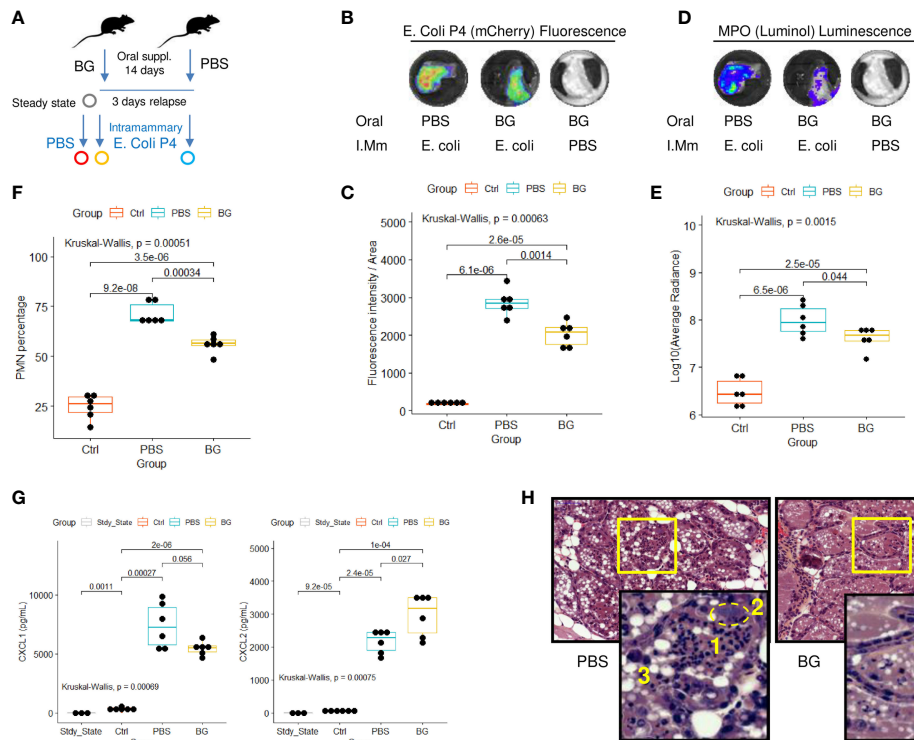 A
BG
Oral suppl.
14 days
PBS
Steady state
3 days relapse
PBS
Intramammary
E. Coli P4
B
E. Coli P4 (mCherry) Fluorescence
Oral PBS BG BG
I.Mm E. coli E. coli PBS
D
MPO (Luminol) Luminescence
Oral PBS BG BG
I.Mm E. coli E. coli PBS
F
Group Ctrl PBS BG
Kruskal-Wallis, p = 0.00051
3.5e-06
0.00034
9.2e-08
PMN percentage
100
75
50
25
Ctrl PBS BG
Group
C
Group Ctrl PBS BG
Kruskal-Wallis, p = 0.00063
2.6e-05
0.0014
6.1e-06
Fluorescence intensity / Area
5000
4000
3000
2000
1000
0
Ctrl PBS BG
Group
E
Group Ctrl PBS BG
Kruskal-Wallis, p = 0.0015
2.5e-05
0.044
6.5e-06
Log10(Average Radiance)
10
9
8
7
6
Ctrl PBS BG
Group
G
Group Stdy_State Ctrl PBS BG
2e-06
0.056
0.00027
0.0011
CXCL1 (pg/mL)
10000
5000
0
Kruskal-Wallis, p = 0.00069
Stdy_State Ctrl PBS BG
Group Stdy_State Ctrl PBS BG
1e-04
0.027
2.4e-05
9.2e-05
CXCL2 (pg/mL)
5000
4000
3000
2000
1000
0
Kruskal-Wallis, p = 0.00075
Stdy_State Ctrl PBS BG
H
2
1
3
PBS
BG